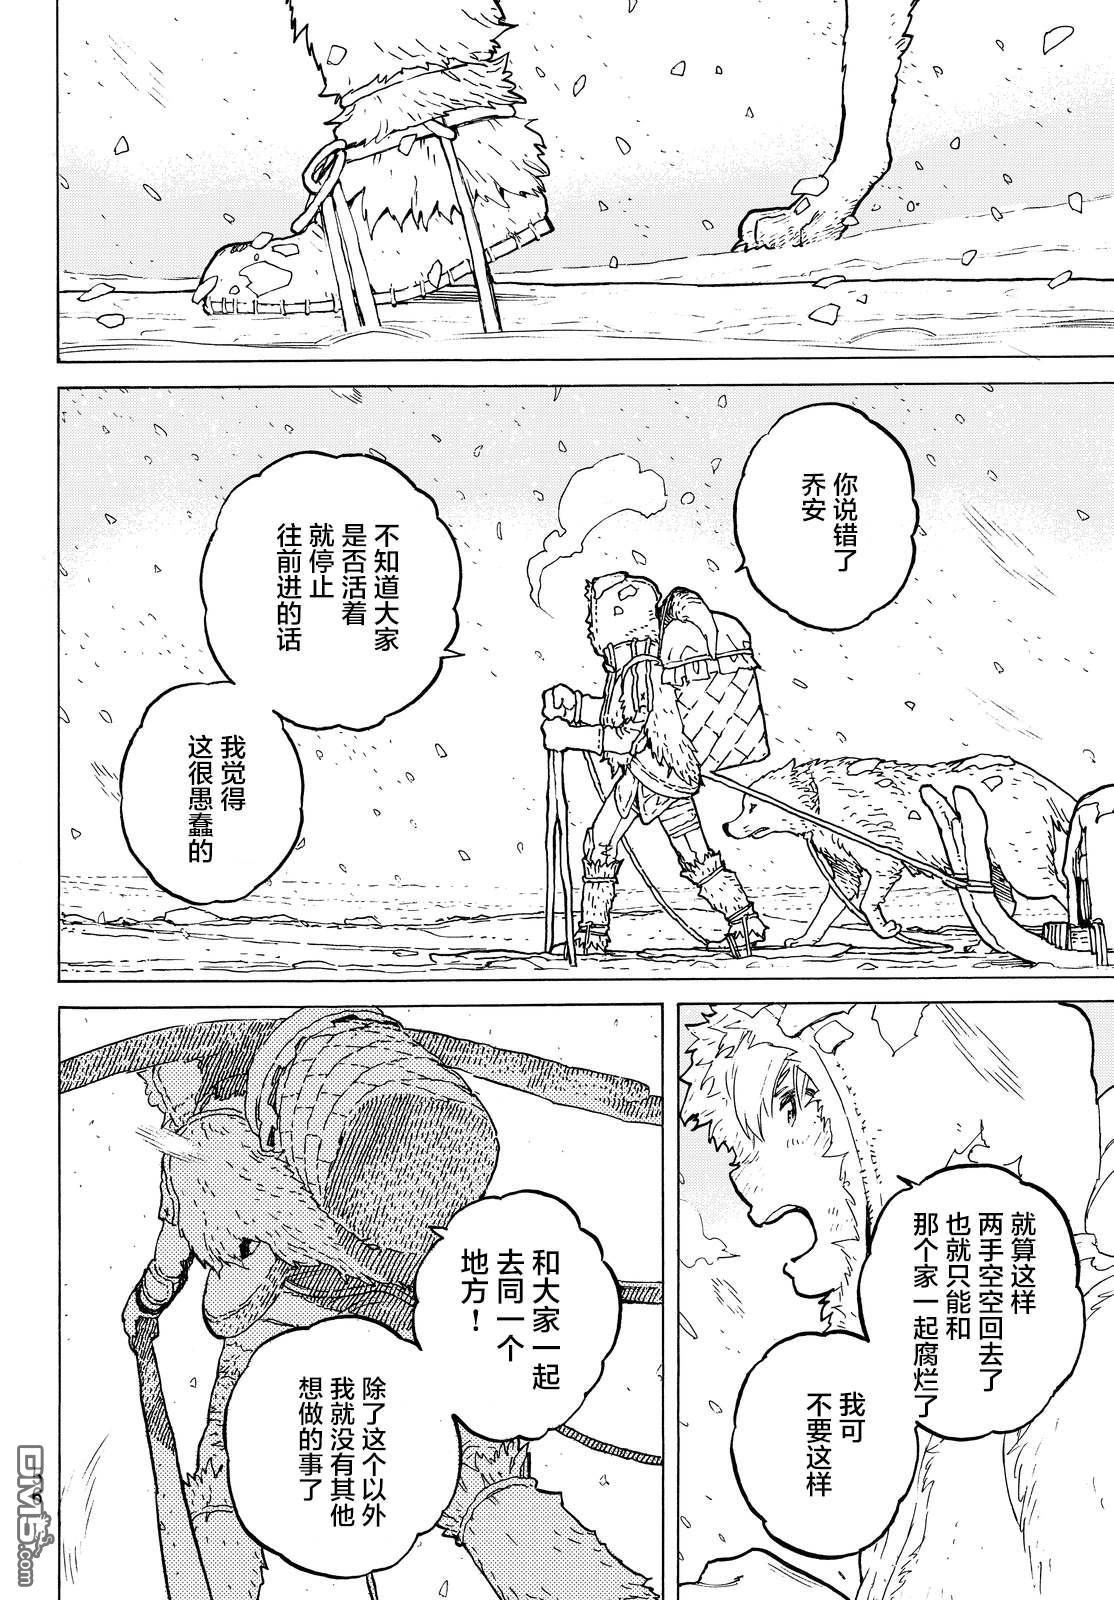 你说错了
乔安
不知道大家
是否活着
就停止
往前进的话
我觉得
这很愚蠢的
就算这样
两手空空回去了
也就只能和
那个家一起腐烂了
我可
不要这样
和大家一起
去同一个
地方！
除了这个以外
我就没有其他
想做的事了
DM5.com